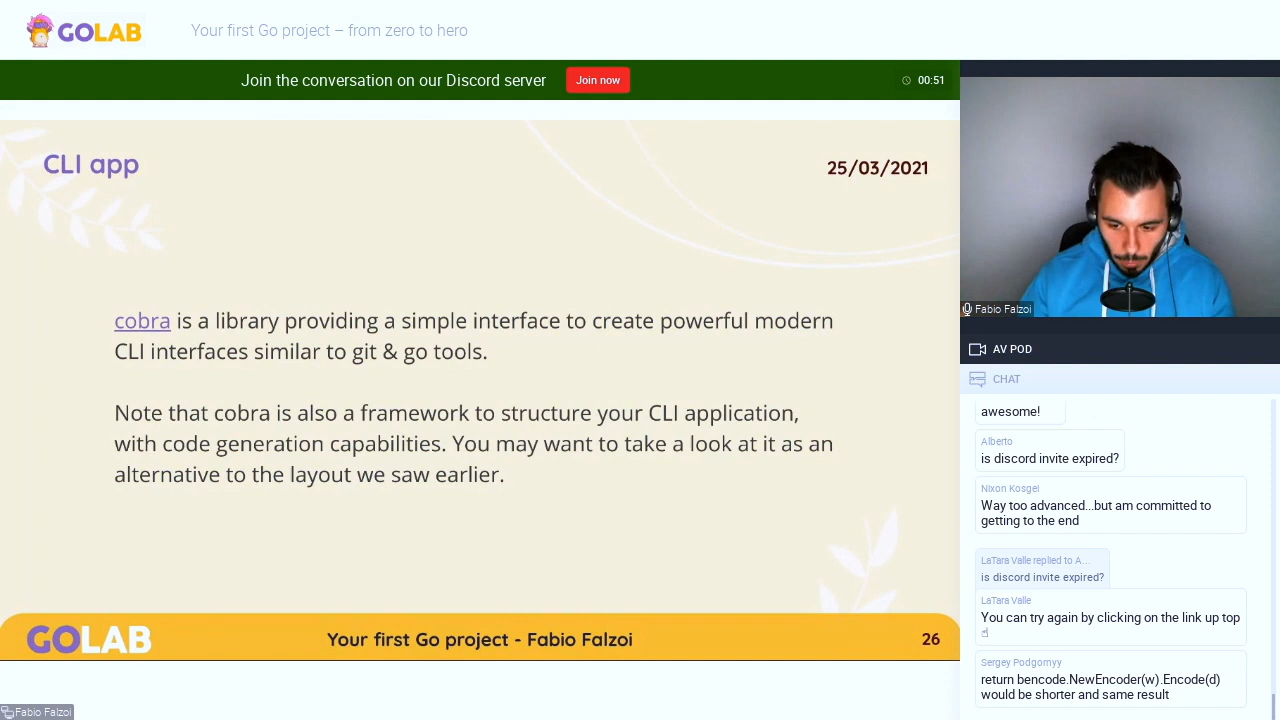 GOLAB
Your first Go project – from zero to hero
Join the conversation on our Discord server
Join now
00:51
CLI app
25/03/2021
cobra is a library providing a simple interface to create powerful modern
CLI interfaces similar to git & go tools.
Note that cobra is also a framework to structure your CLI application,
with code generation capabilities. You may want to take a look at it as an
alternative to the layout we saw earlier.
GOLAB
Your first Go project - Fabio Falzoi
26
Fabio Falzoi
Fabio Falzoi
AV POD
CHAT
awesome!
Alberto
is discord invite expired?
Nixon Kosgei
Way too advanced...but am committed to
getting to the end
LaTara Valle replied to A...
is discord invite expired?
LaTara Valle
You can try again by clicking on the link up top
☝
Sergey Podgornyy
return bencode.NewEncoder(w).Encode(d)
would be shorter and same result